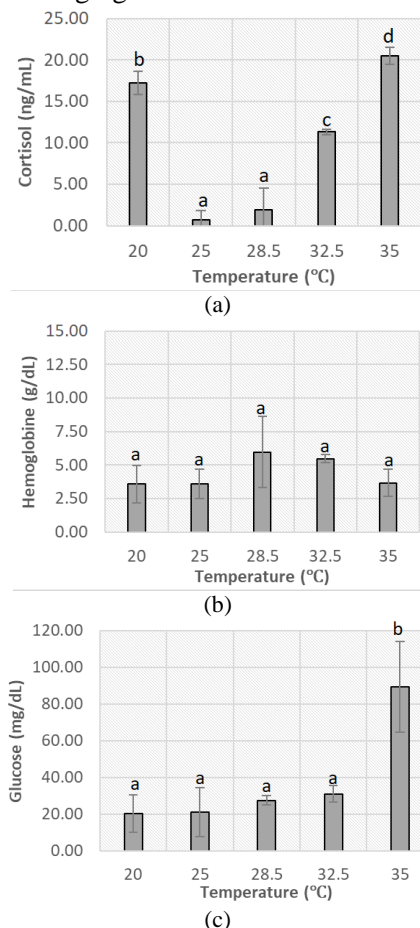 25.00
20.00
15.00
10.00
5.00
0.00
Cortisol (ng/mL)
b a a c d
20 25 28.5 32.5 35
Temperature (°C)
(a)
15.00
12.50
10.00
7.50
5.00
2.50
0.00
Hemoglobine (g/dL)
a a a a a
20 25 28.5 32.5 35
Temperature (°C)
(b)
120.00
100.00
80.00
60.00
40.00
20.00
0.00
Glucose (mg/dL)
a a a a b
20 25 28.5 32.5 35
Temperature (°C)
(c)